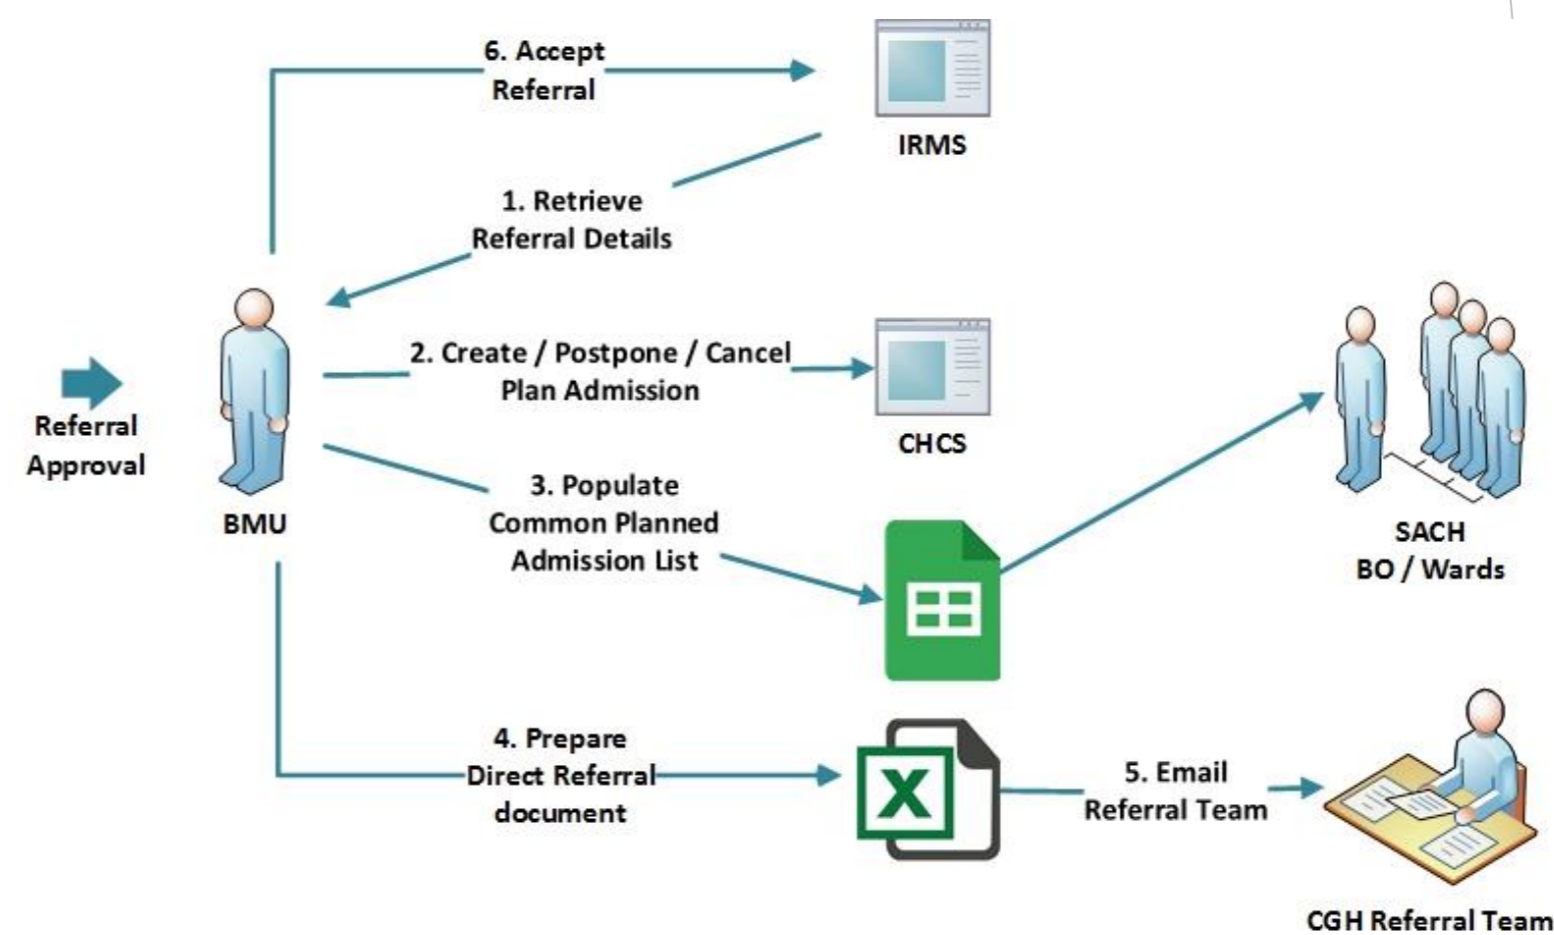 6. Accept
Referral
IRMS
1. Retrieve
Referral Details
2. Create / Postpone / Cancel
Plan Admission
CHCS
Referral
Approval
BMU
3. Populate
Common Planned
Admission List
SACH
BO / Wards
4. Prepare
Direct Referral
document
X
5. Email
Referral Team
CGH Referral Team